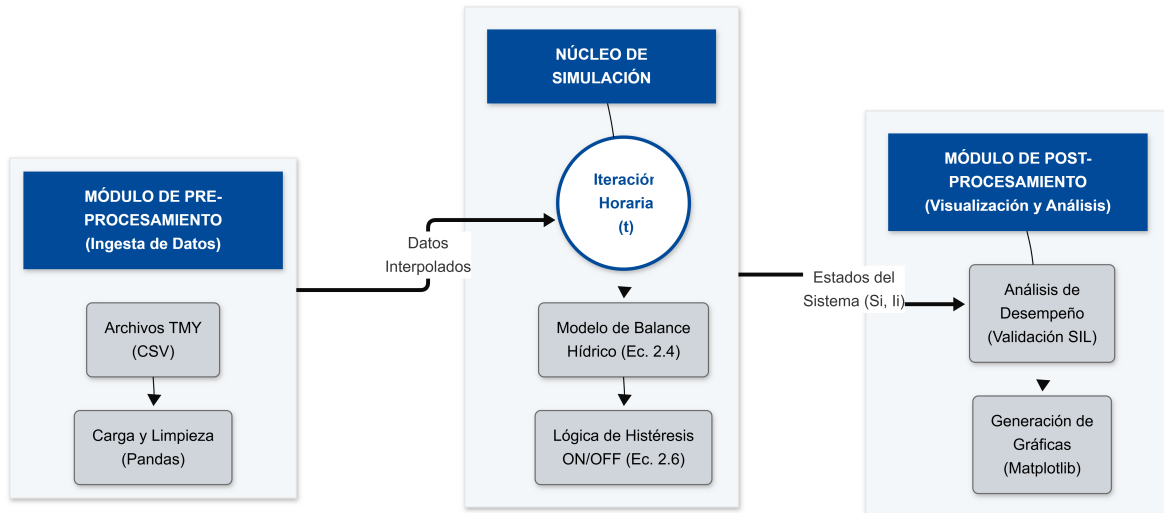 MÓDULO DE PRE-
PROCESAMIENTO
(Ingesta de Datos)
Archivos TMY
(CSV)
Carga y Limpieza
(Pandas)
Datos
Interpolados
NÚCLEO DE
SIMULACIÓN
Iteración
Horaria
(t)
Modelo de Balance
Hídrico (Ec. 2.4)
Lógica de Histéresis
ON/OFF (Ec. 2.6)
Estados del
Sistema (Si, Ii)
MÓDULO DE POST-
PROCESAMIENTO
(Visualización y Análisis)
Análisis de
Desempeño
(Validación SIL)
Generación de
Gráficas
(Matplotlib)